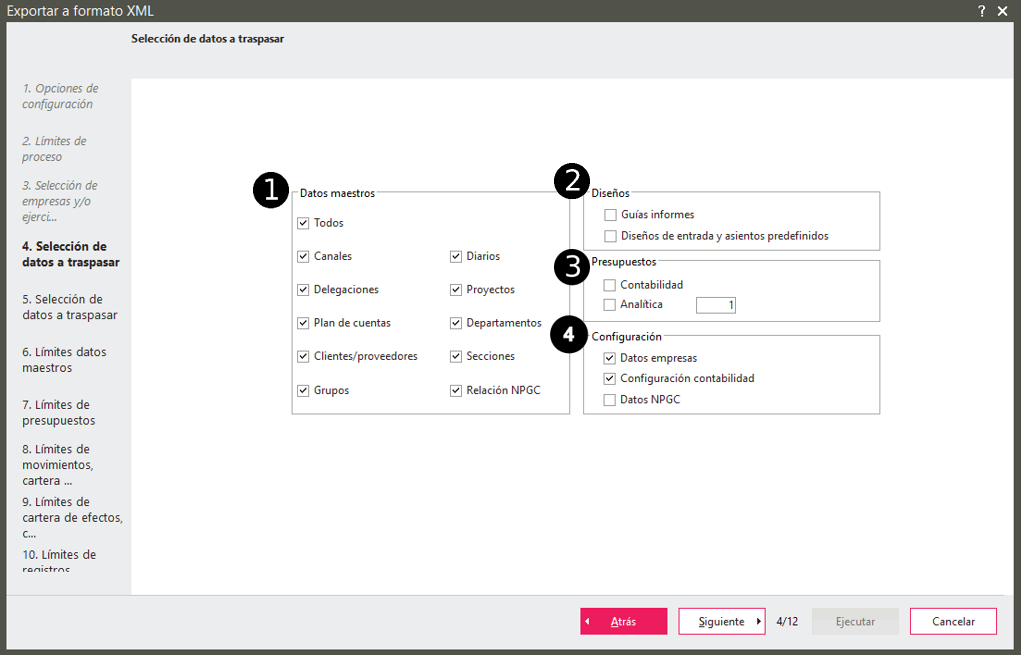 Exportar a formato XML
? ×
Selección de datos a traspasar
1. Opciones de
configuración
2. Límites de
proceso
3. Selección de
empresas y/o
ejerci...
4. Selección de
datos a traspasar
5. Selección de
datos a traspasar
6. Límites datos
maestros
7. Límites de
presupuestos
8. Límites de
movimientos,
cartera ...
9. Límites de
cartera de efectos,
c...
10. Límites de
registros
1
Datos maestros
Todos
Canales
Diarios
Delegaciones
Proyectos
Plan de cuentas
Departamentos
Clientes/proveedores
Secciones
Grupos
Relación NPGC
2
Diseños
Guías informes
Diseños de entrada y asientos predefinidos
3
Presupuestos
Contabilidad
Analítica 1
4
Configuración
Datos empresas
Configuración contabilidad
Datos NPGC
Atrás
Siguiente
4/12
Ejecutar
Cancelar